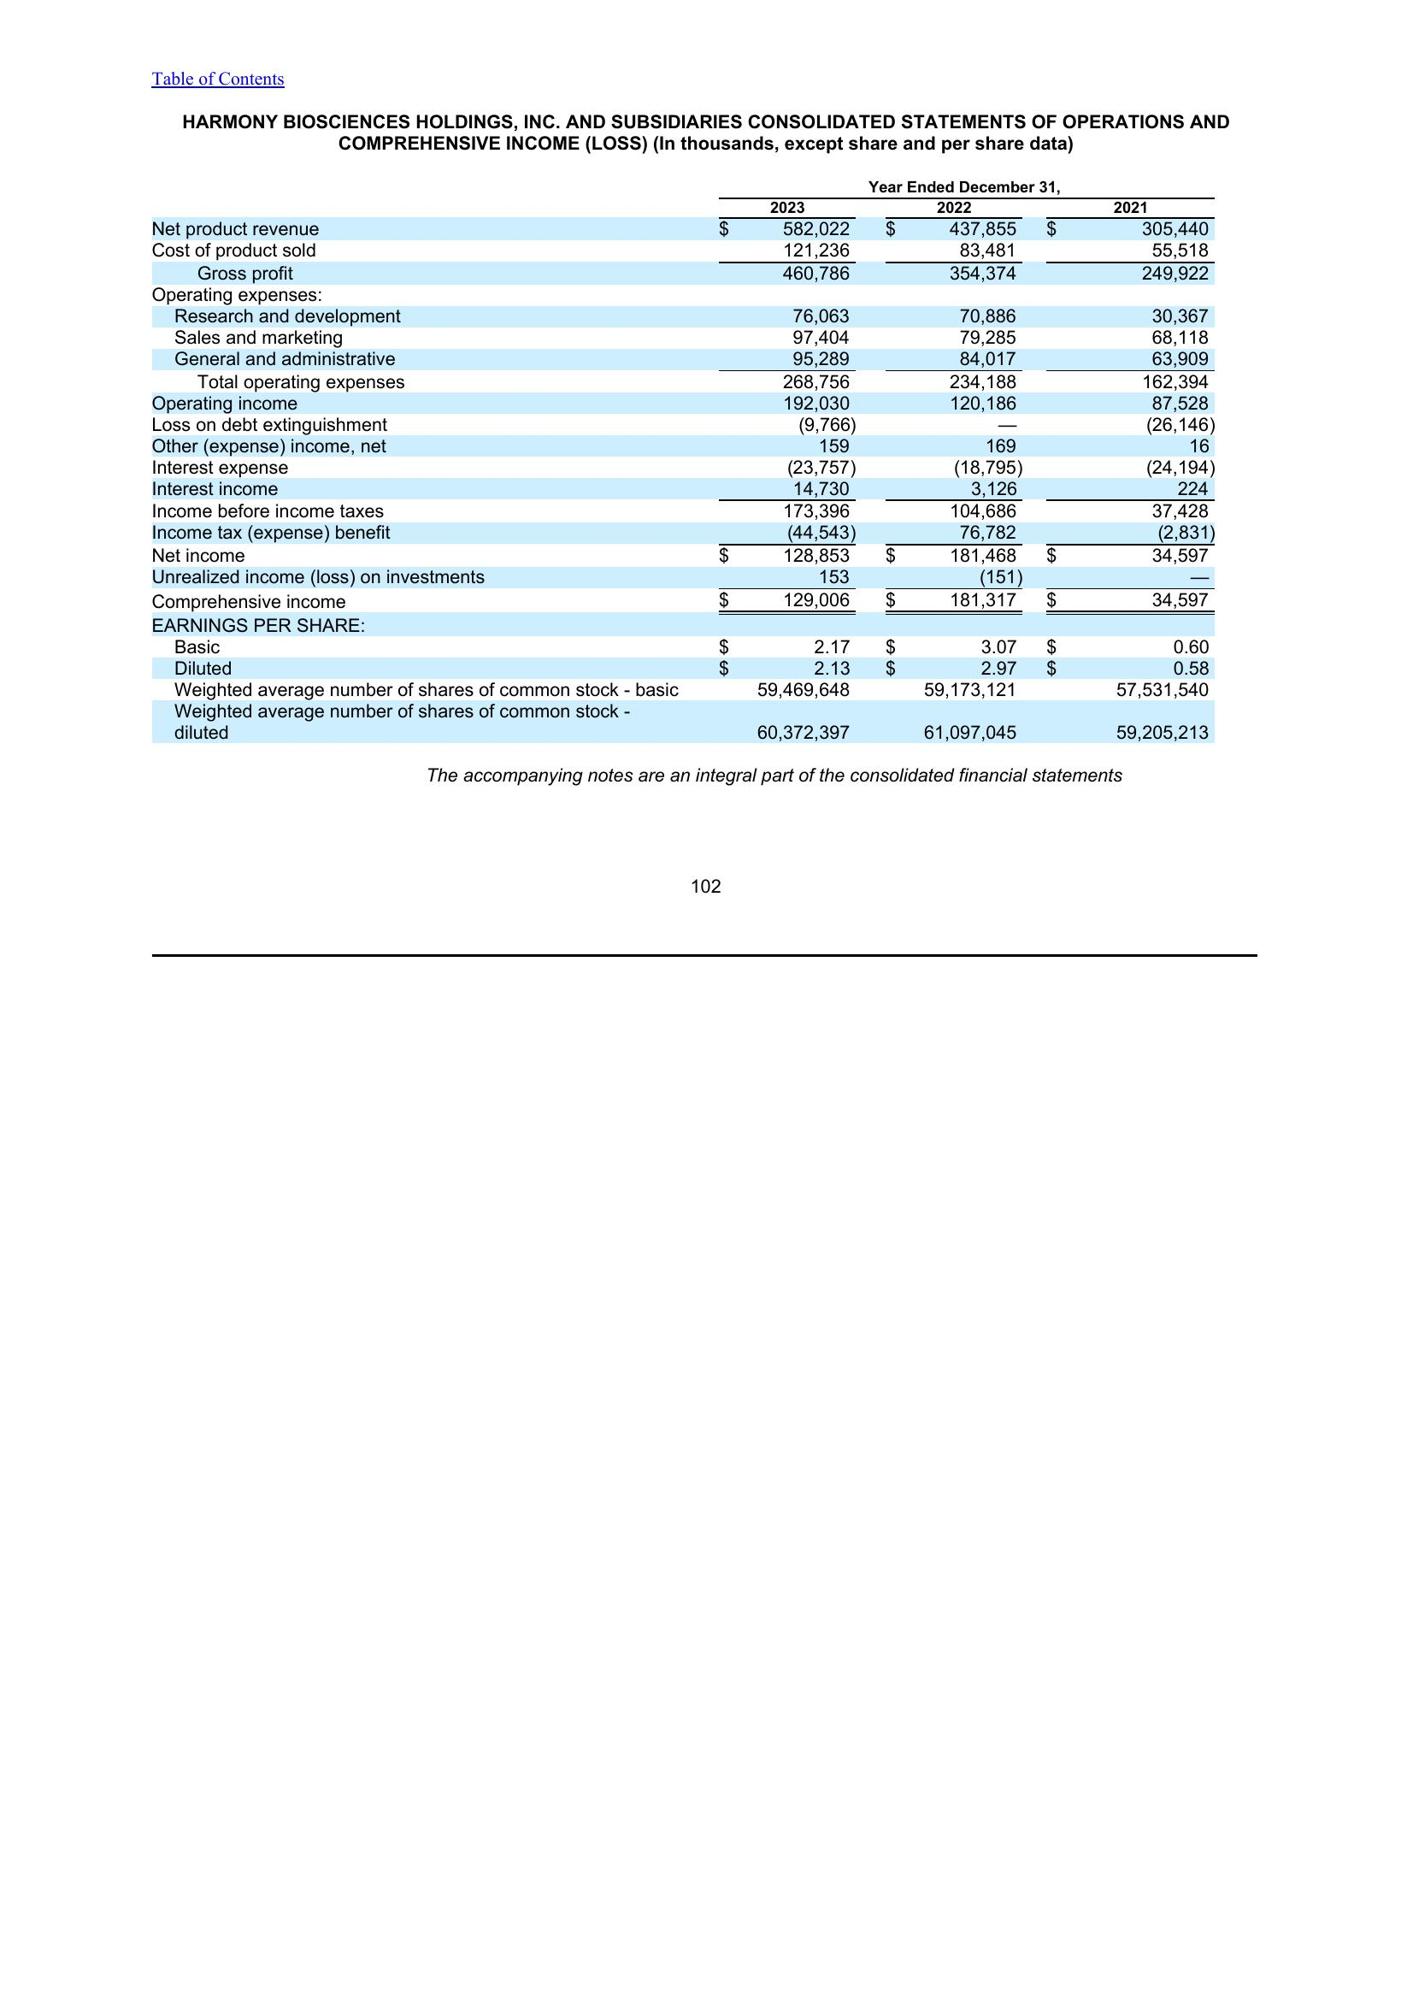 Table of Contents
HARMONY BIOSCIENCES HOLDINGS, INC. AND SUBSIDIARIES CONSOLIDATED STATEMENTS OF OPERATIONS AND
COMPREHENSIVE INCOME (LOSS) (In thousands, except share and per share data)
Year Ended December 31,
2023 2022 2021
Net product revenue $ 582,022 $ 437,855 $ 305,440
Cost of product sold 121,236 83,481 55,518
Gross profit 460,786 354,374 249,922
Operating expenses:
Research and development 76,063 70,886 30,367
Sales and marketing 97,404 79,285 68,118
General and administrative 95,289 84,017 63,909
Total operating expenses 268,756 234,188 162,394
Operating income 192,030 120,186 87,528
Loss on debt extinguishment (9,766) — (26,146)
Other (expense) income, net 159 169 16
Interest expense (23,757) (18,795) (24,194)
Interest income 14,730 3,126 224
Income before income taxes 173,396 104,686 37,428
Income tax (expense) benefit (44,543) 76,782 (2,831)
Net income $ 128,853 $ 181,468 $ 34,597
Unrealized income (loss) on investments 153 (151) —
Comprehensive income $ 129,006 $ 181,317 $ 34,597
EARNINGS PER SHARE:
Basic $ 2.17 $ 3.07 $ 0.60
Diluted $ 2.13 $ 2.97 $ 0.58
Weighted average number of shares of common stock - basic 59,469,648 59,173,121 57,531,540
Weighted average number of shares of common stock -
diluted 60,372,397 61,097,045 59,205,213
The accompanying notes are an integral part of the consolidated financial statements
102